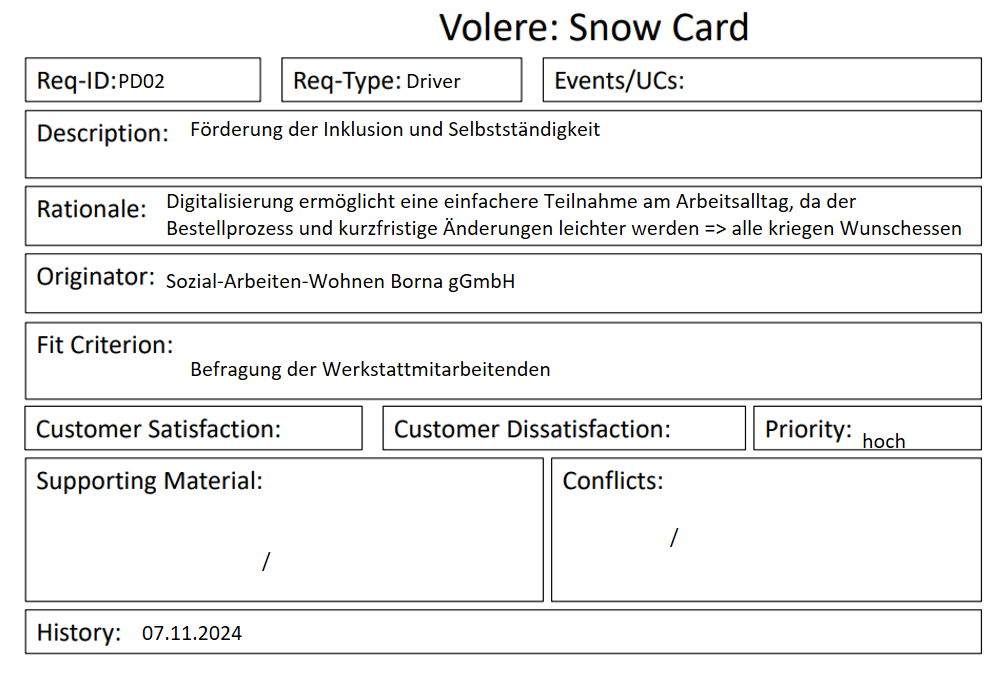 Volere: Snow Card
Req-ID: PD02 Req-Type: Driver Events/UCs:
Description: Förderung der Inklusion und Selbstständigkeit
Rationale: Digitalisierung ermöglicht eine einfachere Teilnahme am Arbeitsalltag, da der
Bestellprozess und kurzfristige Änderungen leichter werden => alle kriegen Wunschessen
Originator: Sozial-Arbeiten-Wohnen Borna gGmbH
Fit Criterion:
Befragung der Werkstattmitarbeitenden
Customer Satisfaction: Customer Dissatisfaction: Priority: hoch
Supporting Material: Conflicts:
/
/
History: 07.11.2024